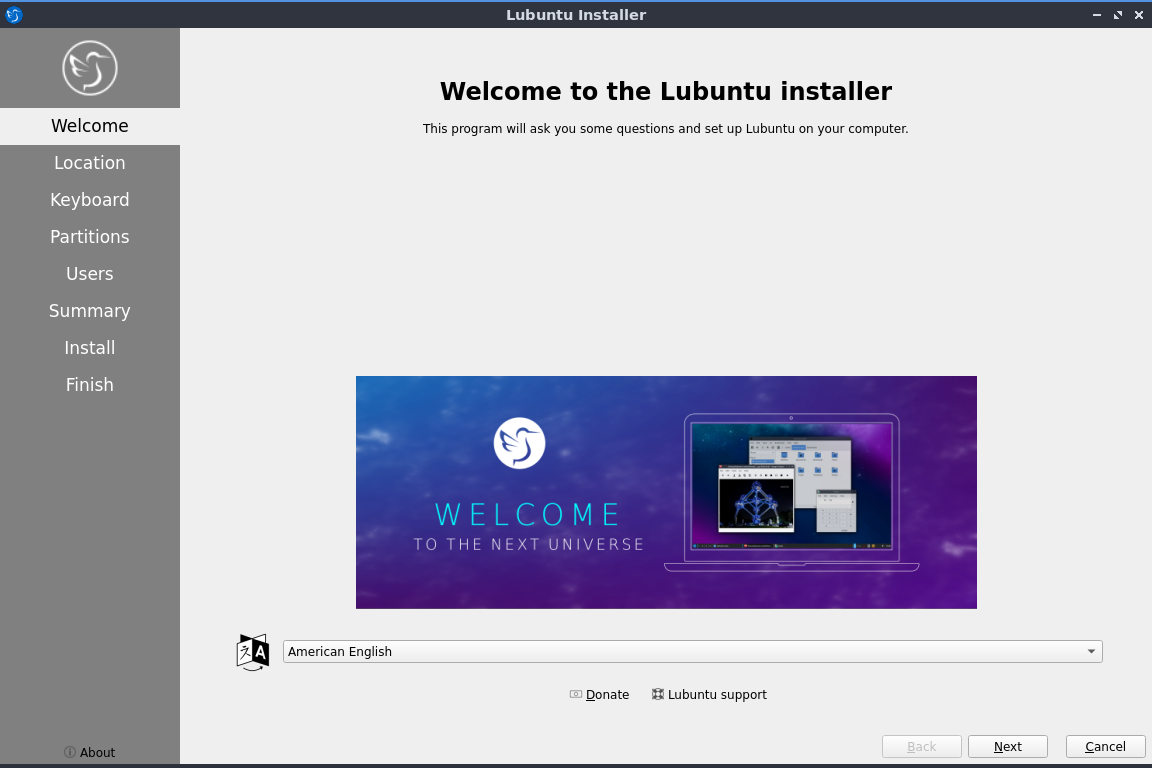 Lubuntu Installer
Welcome
Location
Keyboard
Partitions
Users
Summary
Install
Finish
About
Welcome to the Lubuntu installer
This program will ask you some questions and set up Lubuntu on your computer.
WELCOME
TO THE NEXT UNIVERSE
American English
Donate
Lubuntu support
Back
Next
Cancel